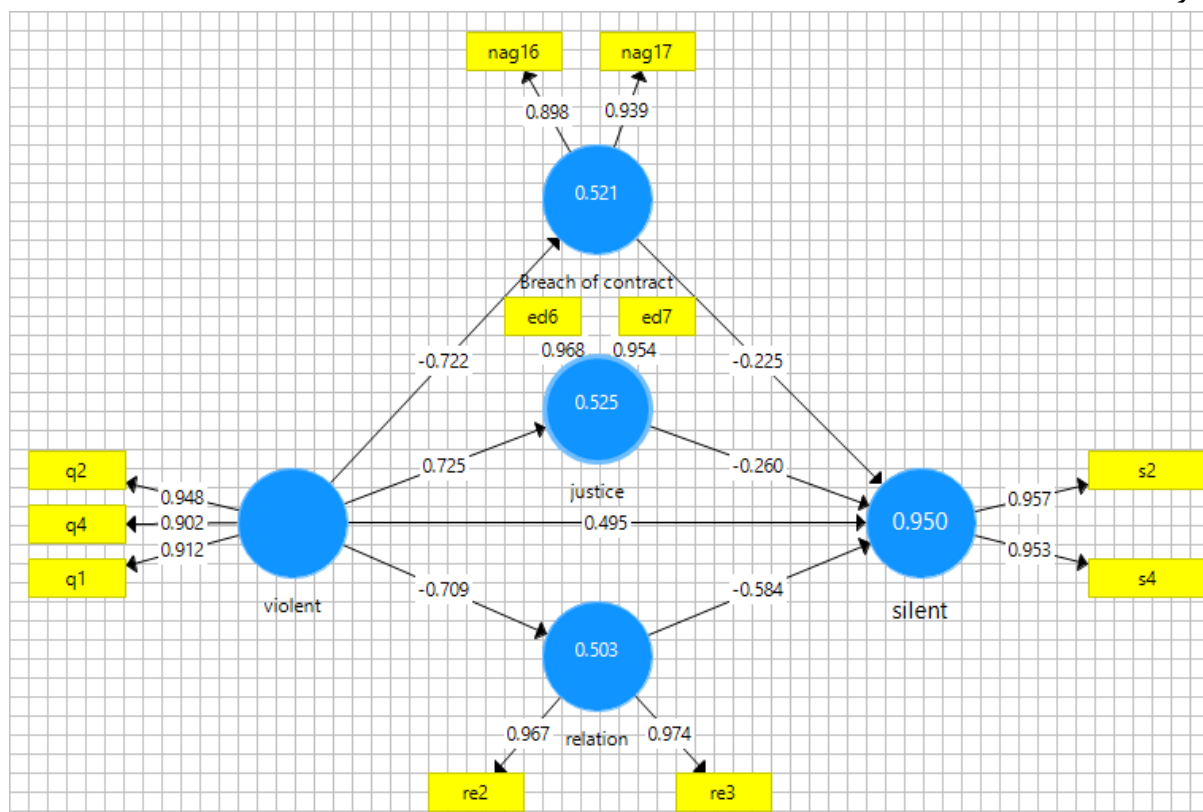 nag16
nag17
0.898
0.939
0.521
Breach of contract
ed6
ed7
0.968
0.954
-0.722
-0.225
0.525
0.725
-0.260
justice
q2
q4
q1
0.948
0.902
0.912
violent
0.495
-0.709
-0.584
0.950
silent
0.957
0.953
s2
s4
0.503
0.967
relation
0.974
re2
re3